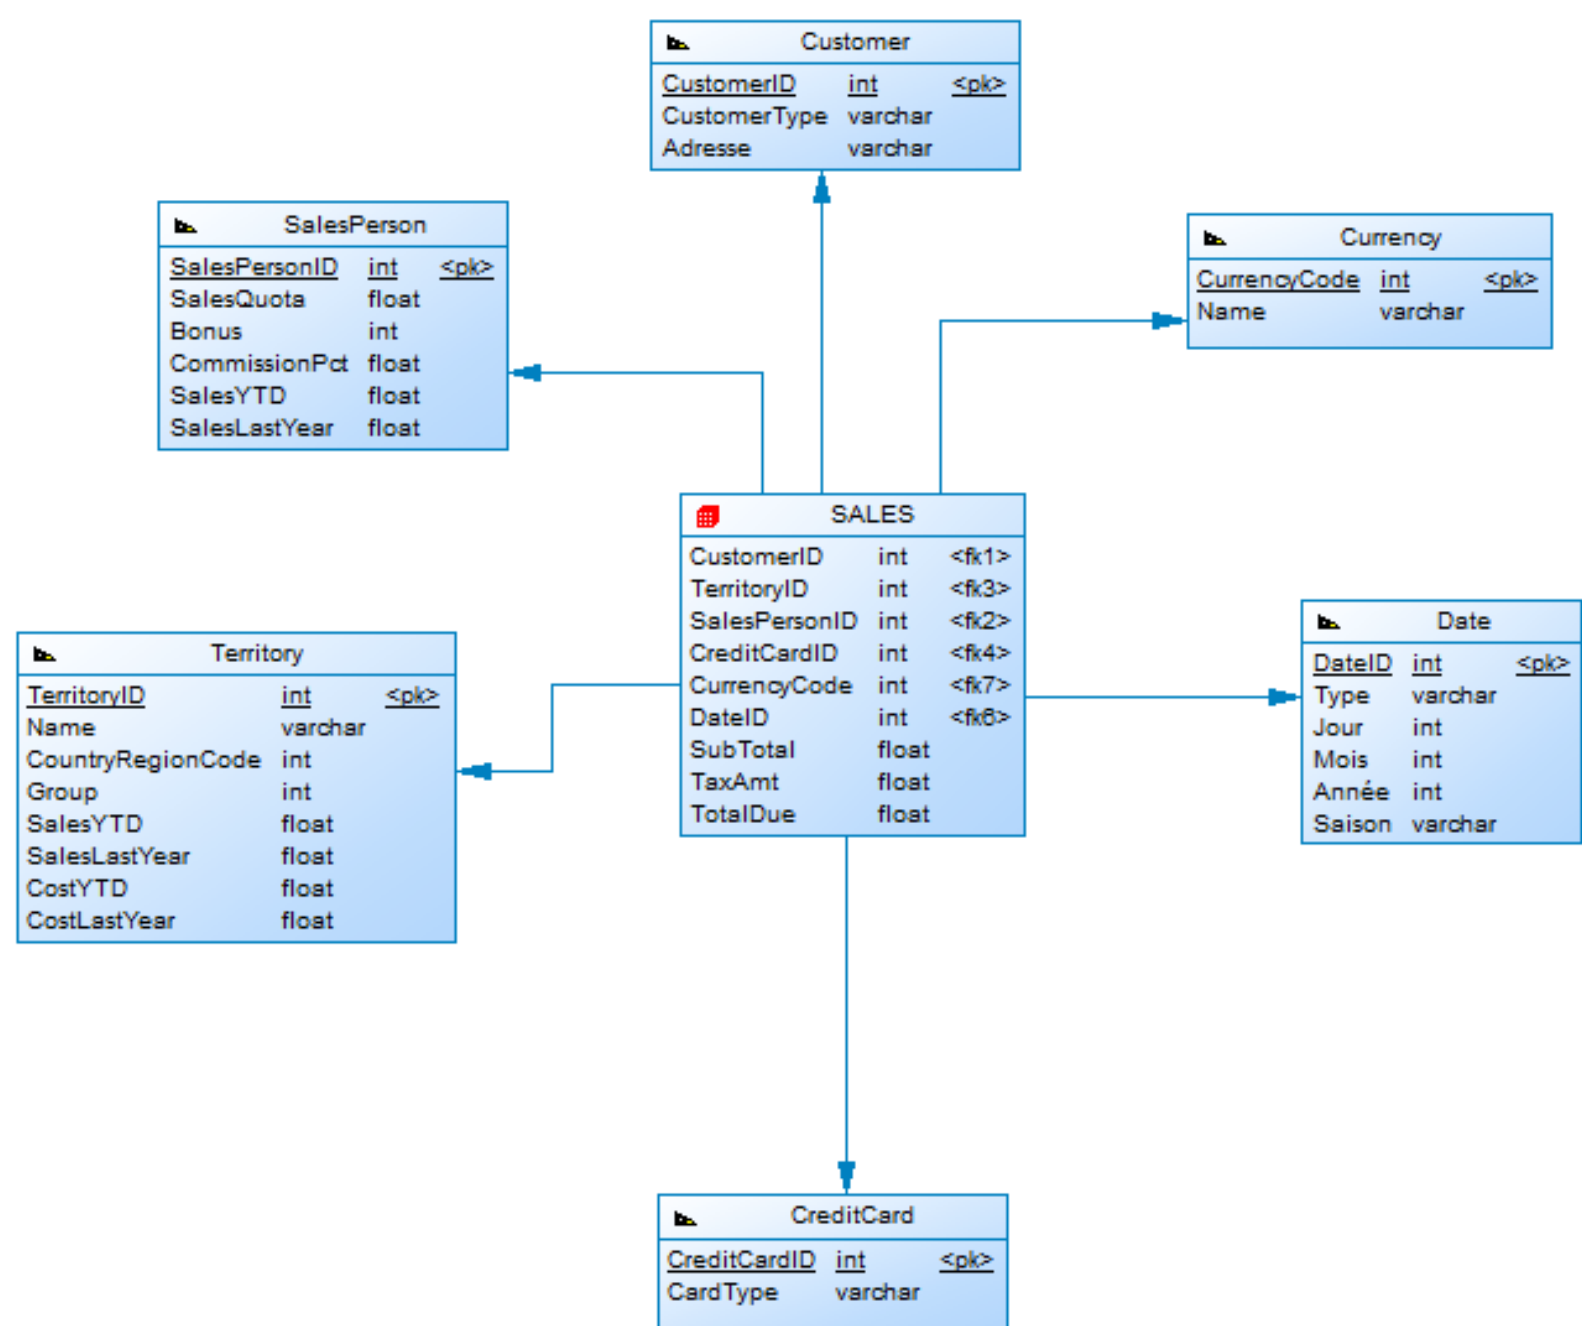 Customer
CustomerID int <pk>
CustomerType varchar
Adresse varchar
SalesPerson
SalesPersonID int <pk>
SalesQuota float
Bonus int
CommissionPct float
SalesYTD float
SalesLastYear float
Currency
CurrencyCode int <pk>
Name varchar
SALES
CustomerID int <fk1>
TerritoryID int <fk3>
SalesPersonID int <fk2>
CreditCardID int <fk4>
CurrencyCode int <fk7>
DateID int <fk6>
SubTotal float
TaxAmt float
TotalDue float
Territory
TerritoryID int <pk>
Name varchar
CountryRegionCode int
Group int
SalesYTD float
SalesLastYear float
CostYTD float
CostLastYear float
Date
DateID int <pk>
Type varchar
Jour int
Mois int
Année int
Saison varchar
CreditCard
CreditCardID int <pk>
CardType varchar